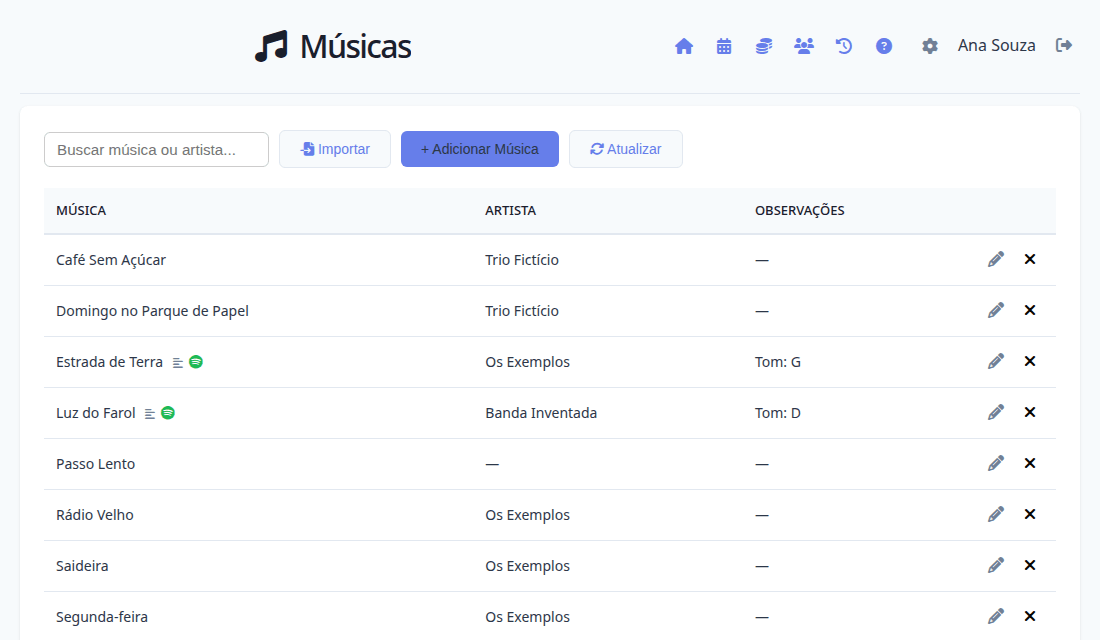 Músicas
Ana Souza
Buscar música ou artista...
Importar
+ Adicionar Música
Atualizar
MÚSICA ARTISTA OBSERVAÇÕES
Café Sem Açúcar Trio Fictício —
Domingo no Parque de Papel Trio Fictício —
Estrada de Terra Os Exemplos Tom: G
Luz do Farol Banda Inventada Tom: D
Passo Lento — —
Rádio Velho Os Exemplos —
Saideira Os Exemplos —
Segunda-feira Os Exemplos —